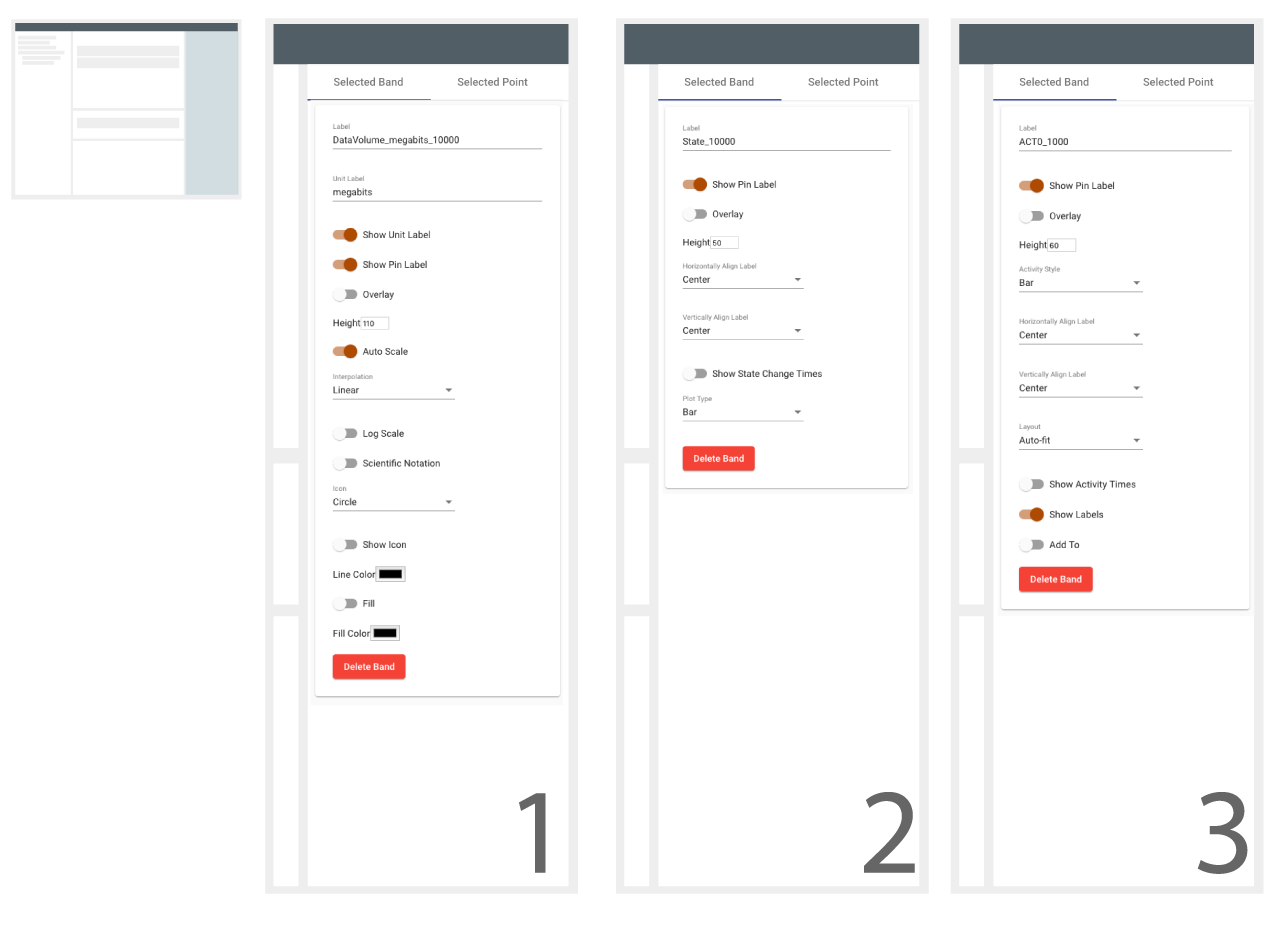 Selected Band Selected Point
Label
DataVolume_megabits_10000
Unit Label
megabits
Show Unit Label
Show Pin Label
Overlay
Height 110
Auto Scale
Interpolation
Linear
Log Scale
Scientific Notation
Icon
Circle
Show Icon
Line Color
Fill
Fill Color
Delete Band
1
Selected Band Selected Point
Label
State_10000
Show Pin Label
Overlay
Height 50
Horizontally Align Label
Center
Vertically Align Label
Center
Show State Change Times
Plot Type
Bar
Delete Band
2
Selected Band Selected Point
Label
ACT0_1000
Show Pin Label
Overlay
Height 60
Activity Style
Bar
Horizontally Align Label
Center
Vertically Align Label
Center
Layout
Auto-fit
Show Activity Times
Show Labels
Add To
Delete Band
3